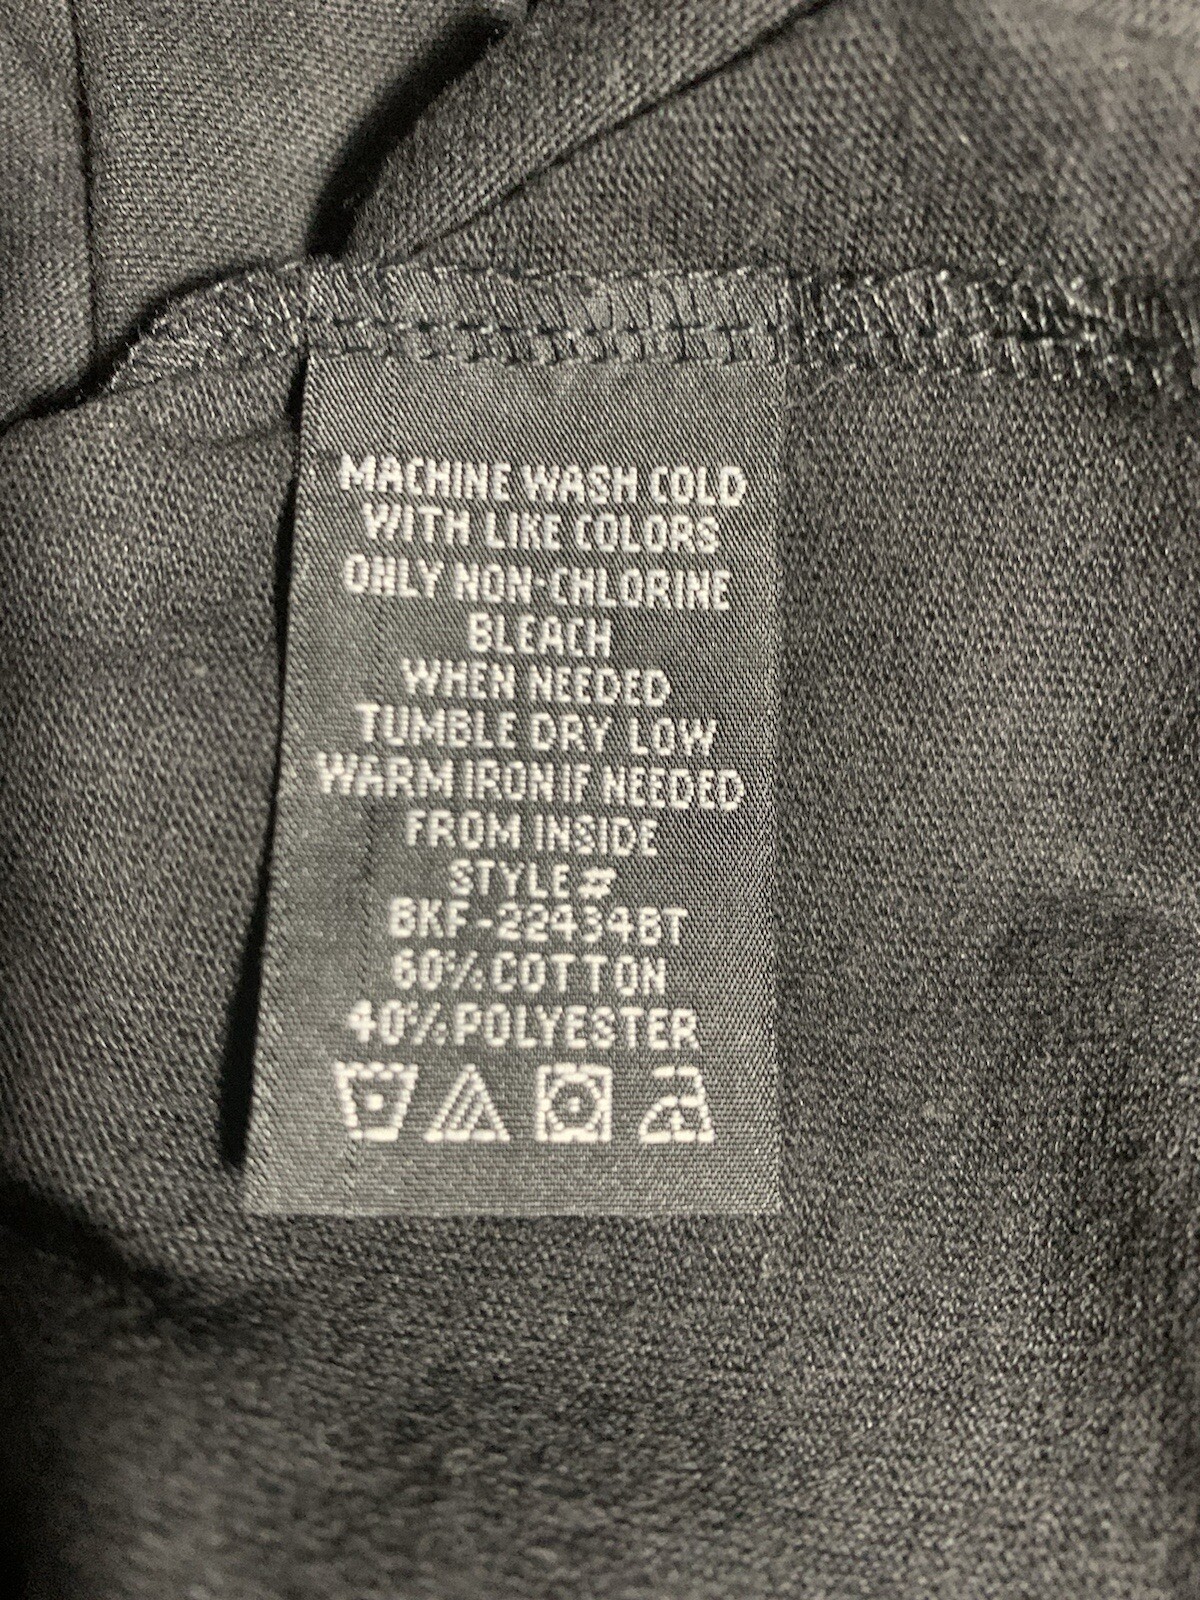 MACHINE WASH COLD
WITH LIKE COLORS
ONLY NON-CHLORINE
BLEACH
WHEN NEEDED
TUMBLE DRY LOW
WARM IRON IF NEEDED
FROM INSIDE
STYLE#
BKF-22434BT
60% COTTON
40% POLYESTER